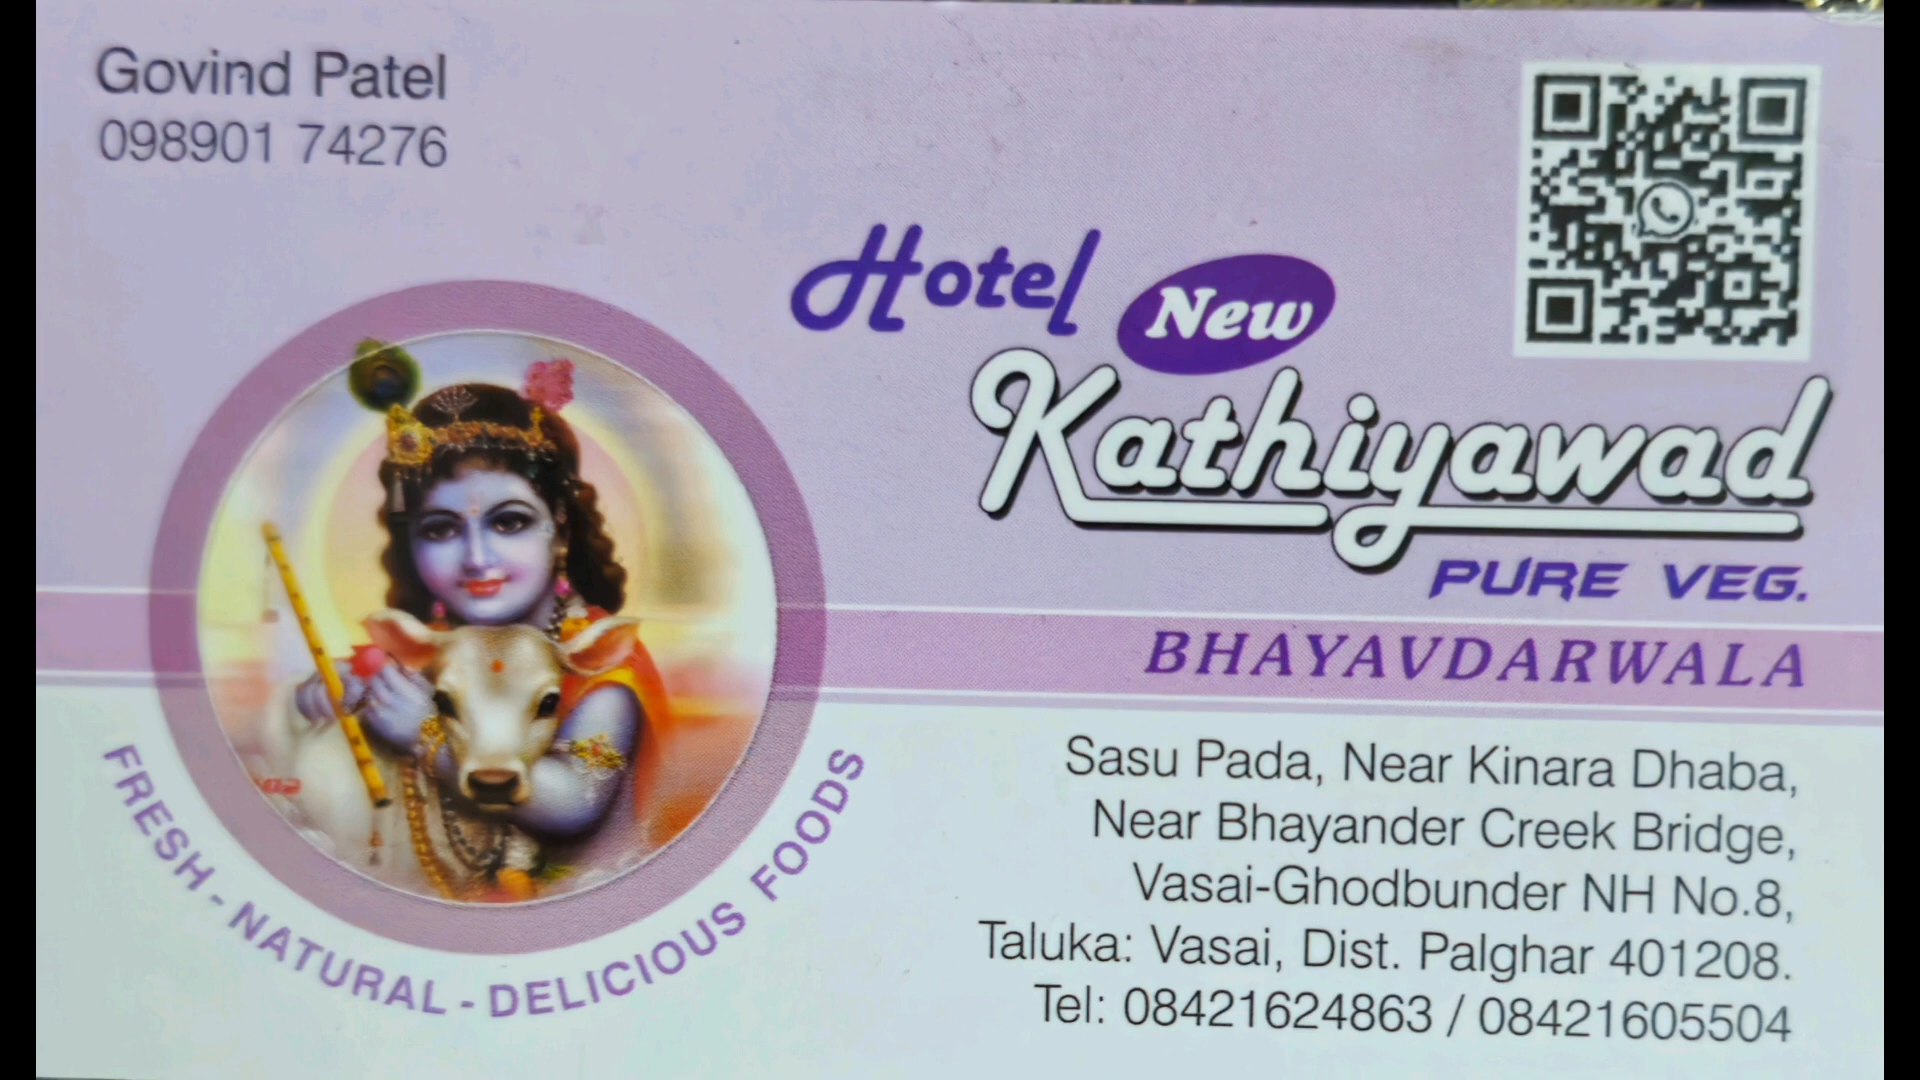 Govind Patel
098901 74276
Hotel New
Kathiyawad
PURE VEG.
BHAYAVDARWALA
FRESH - NATURAL - DELICIOUS FOODS
Sasu Pada, Near Kinara Dhaba,
Near Bhayander Creek Bridge,
Vasai-Ghodbunder NH No.8,
Taluka: Vasai, Dist. Palghar 401208.
Tel: 08421624863 / 08421605504